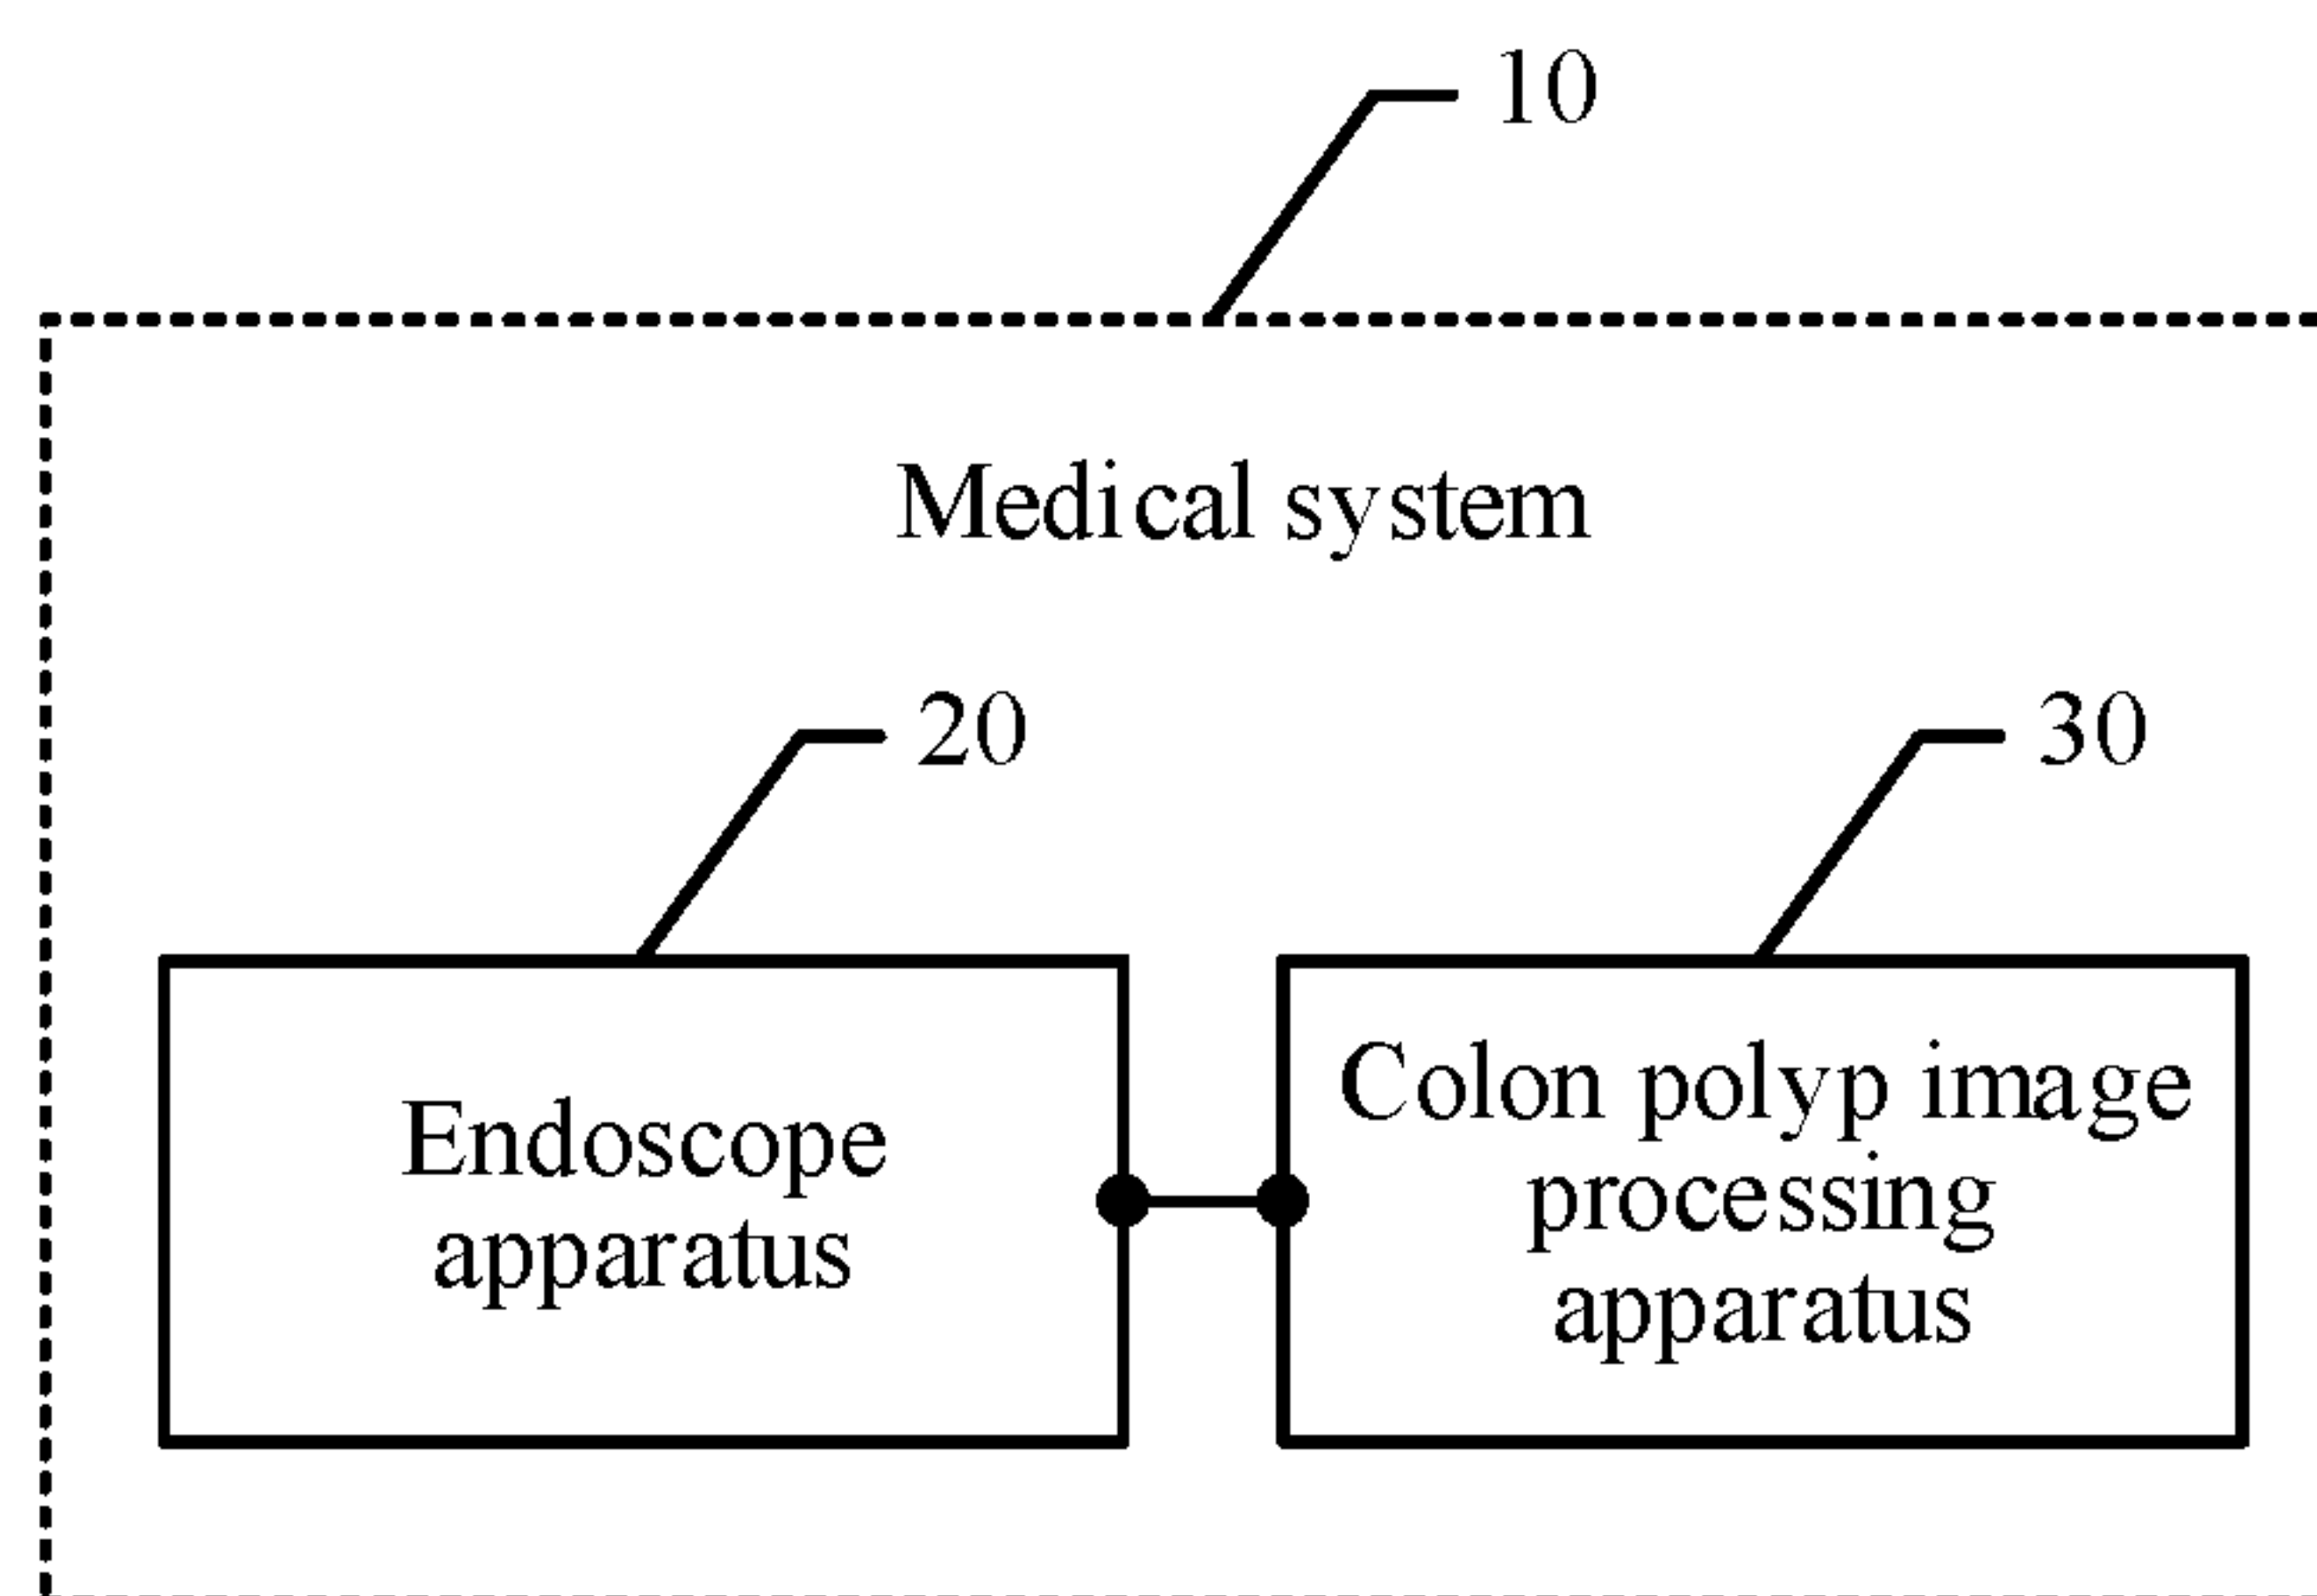 10
Medical system
20
30
Endoscope
apparatus
Colon polyp image
processing
apparatus